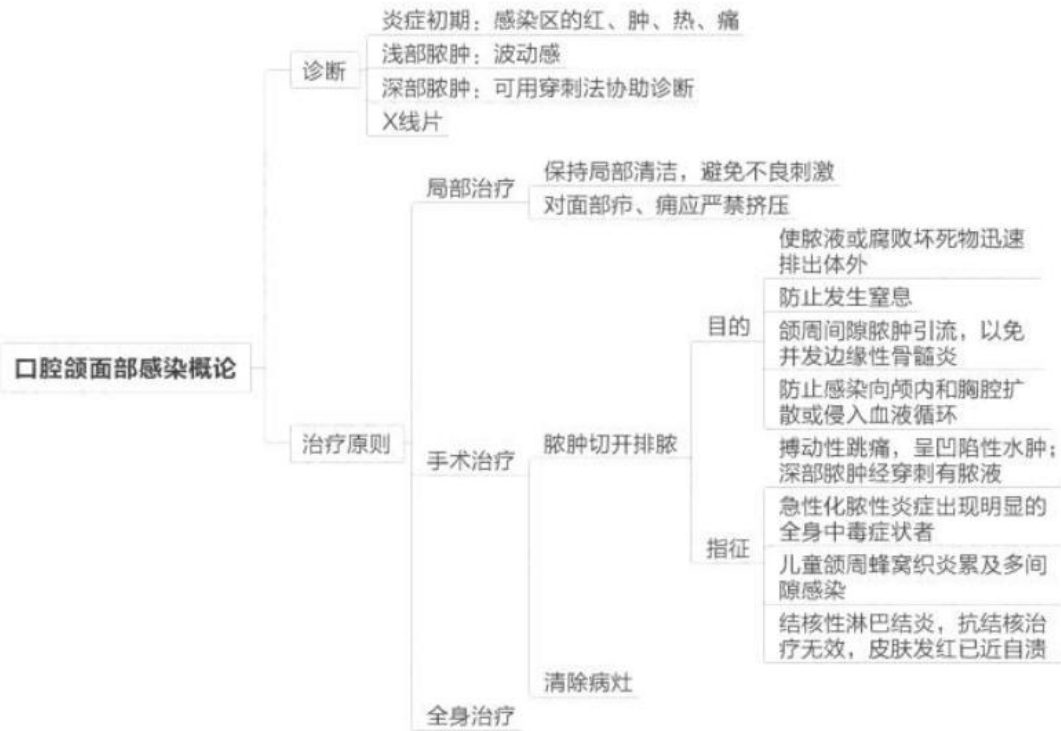 口腔颌面部感染概论
诊断
炎症初期：感染区的红、肿、热、痛
浅部脓肿：波动感
深部脓肿：可用穿刺法协助诊断
X线片
治疗原则
局部治疗
保持局部清洁，避免不良刺激
对面部疖、痈应严禁挤压
手术治疗
脓肿切开排脓
目的
使脓液或腐败坏死物迅速
排出体外
防止发生窒息
颌周间隙脓肿引流，以免
并发边缘性骨髓炎
防止感染向颅内和胸腔扩
散或侵入血液循环
指征
搏动性跳痛，呈凹陷性水肿；
深部脓肿经穿刺有脓液
急性化脓性炎症出现明显的
全身中毒症状者
儿童颌周蜂窝织炎累及多间
隙感染
结核性淋巴结炎，抗结核治
疗无效，皮肤发红已近自溃
清除病灶
全身治疗